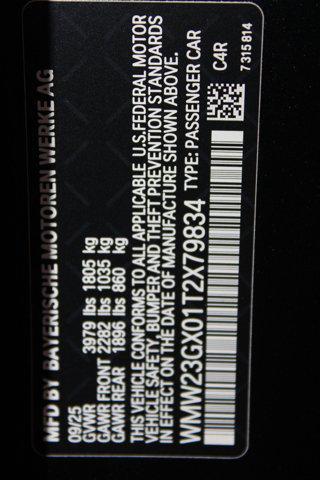 MFD BY BAYERISCHE MOTOREN WERKE AG
09/25
GVWR 3979 lbs 1805 kg
GAWR FRONT 2282 lbs 1035 kg
GAWR REAR 1896 lbs 860 kg
THIS VEHICLE CONFORMS TO ALL APPLICABLE U.S. FEDERAL MOTOR
VEHICLE SAFETY, BUMPER AND THEFT PREVENTION STANDARDS
IN EFFECT ON THE DATE OF MANUFACTURE SHOWN ABOVE.
WMW23GX01T2X79834 TYPE: PASSENGER CAR
C4R
7315814